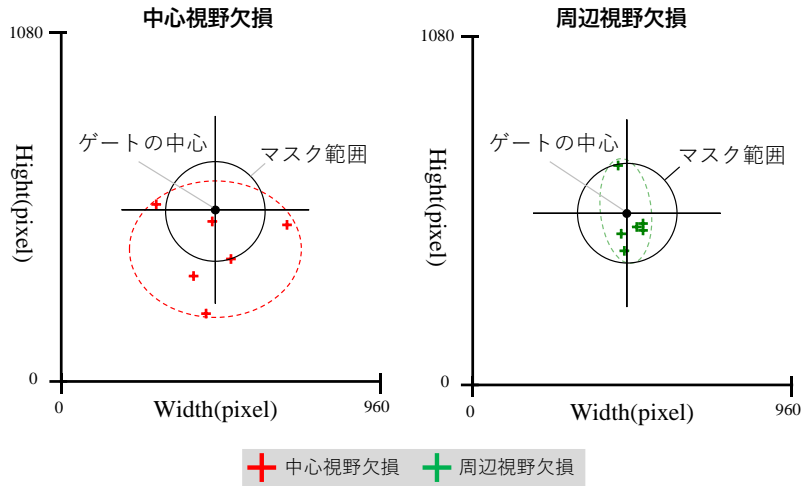 中心視野欠損
1080
ゲートの中心
マスク範囲
Hight(pixel)
0
0
Width(pixel)
960
周辺視野欠損
1080
ゲートの中心
マスク範囲
Hight(pixel)
0
0
Width(pixel)
960
中心視野欠損
周辺視野欠損